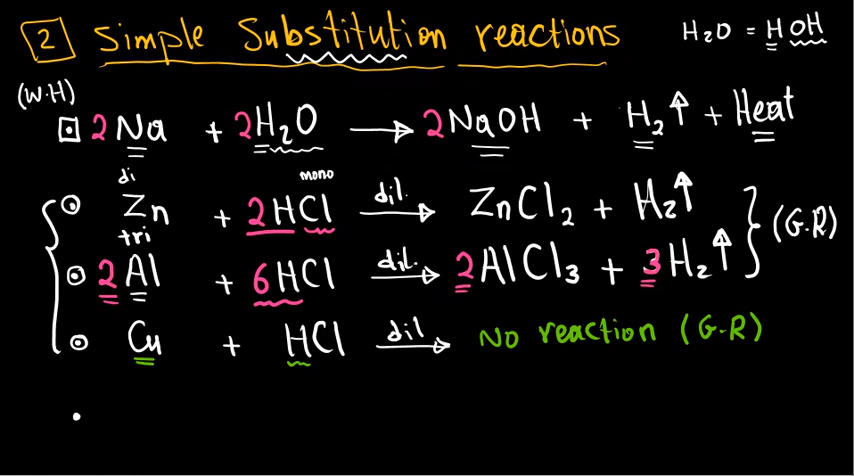 2 Simple Substitution reactions H₂O = H OH
(W.H)
2Na + 2H₂O → 2NaOH + H₂↑ + Heat
di mono
Zn + 2HCl dil. → ZnCl₂ + H₂↑
tri (G.R)
2Al + 6HCl dil. → 2AlCl₃ + 3H₂↑
Cu + HCl dil → No reaction (G.R)